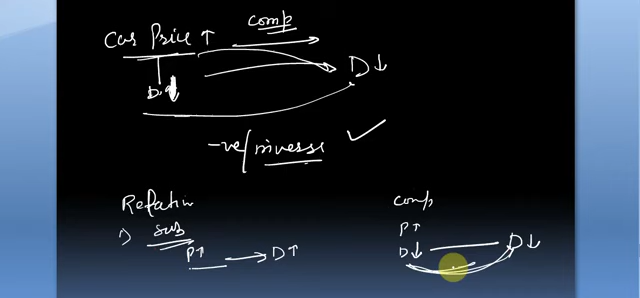 comp
Car Price ↑
D ↓
D ↓
-ve/inverse ✓
Relation
1) Sub
P↑ → D↑
Comp
P↑
D↓ — D↓